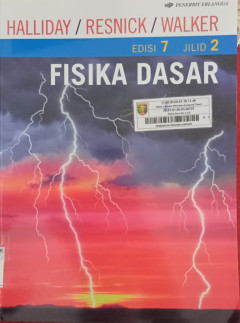 PENERBIT ERLANGGA
HALLIDAY / RESNICK / WALKER
EDISI 7 JILID 2
FISIKA DASAR